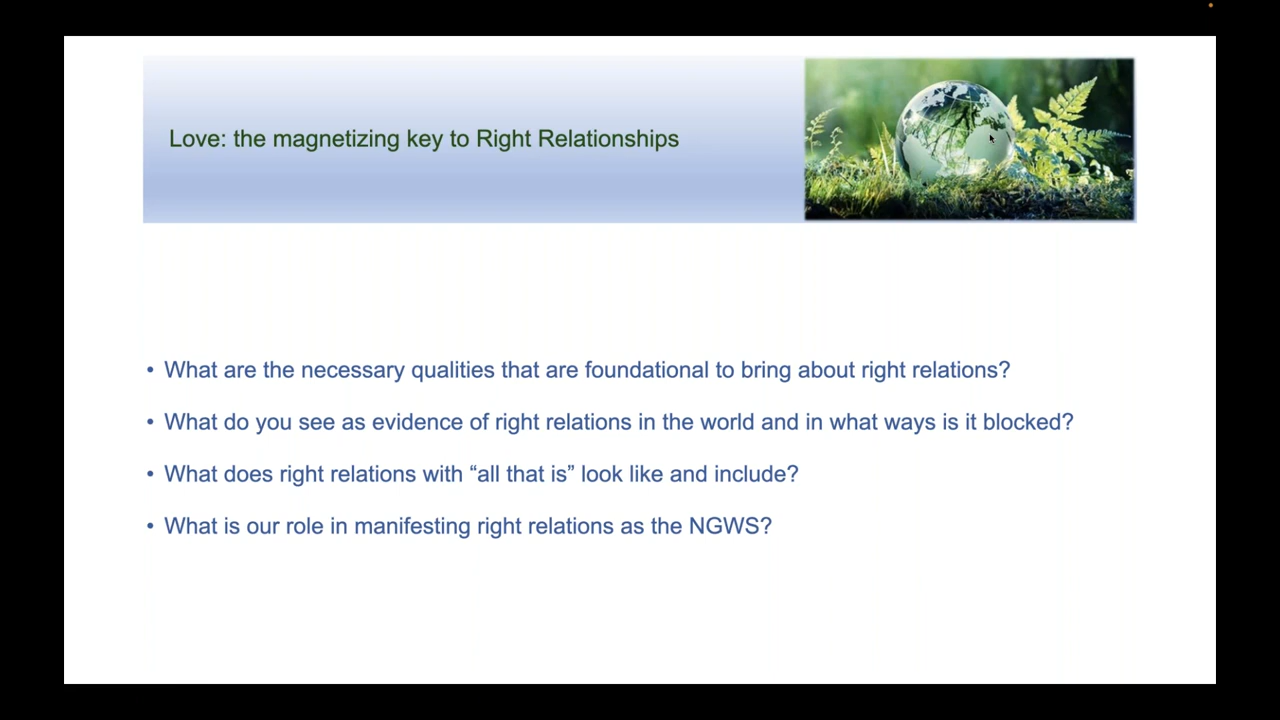 Love: the magnetizing key to Right Relationships
• What are the necessary qualities that are foundational to bring about right relations?
• What do you see as evidence of right relations in the world and in what ways is it blocked?
• What does right relations with “all that is” look like and include?
• What is our role in manifesting right relations as the NGWS?